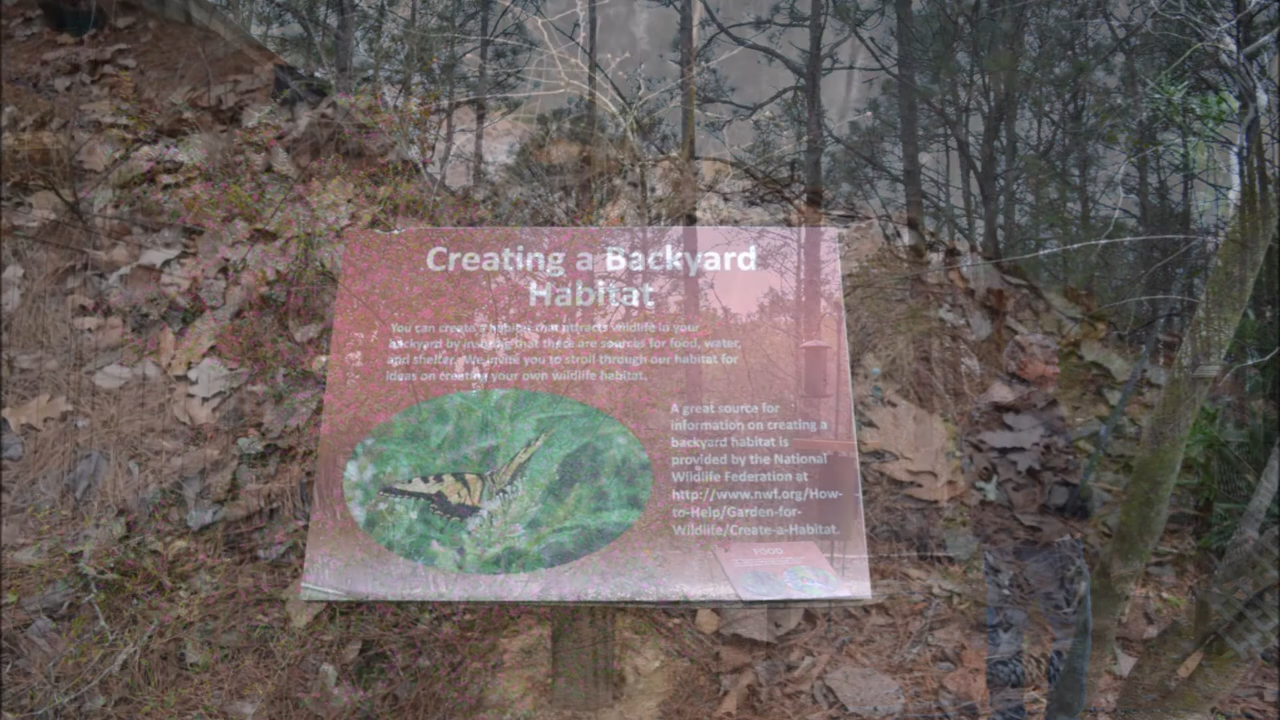 Creating a Backyard
Habitat
You can create a habitat that attracts wildlife to your
backyard by insuring that there are sources for food, water,
and shelter. We invite you to stroll through our habitat for
ideas on creating your own wildlife habitat.
A great source for
information on creating a
backyard habitat is
provided by the National
Wildlife Federation at
http://www.nwf.org/How-
to-Help/Garden-for-
Wildlife/Create-a-Habitat.
FOOD